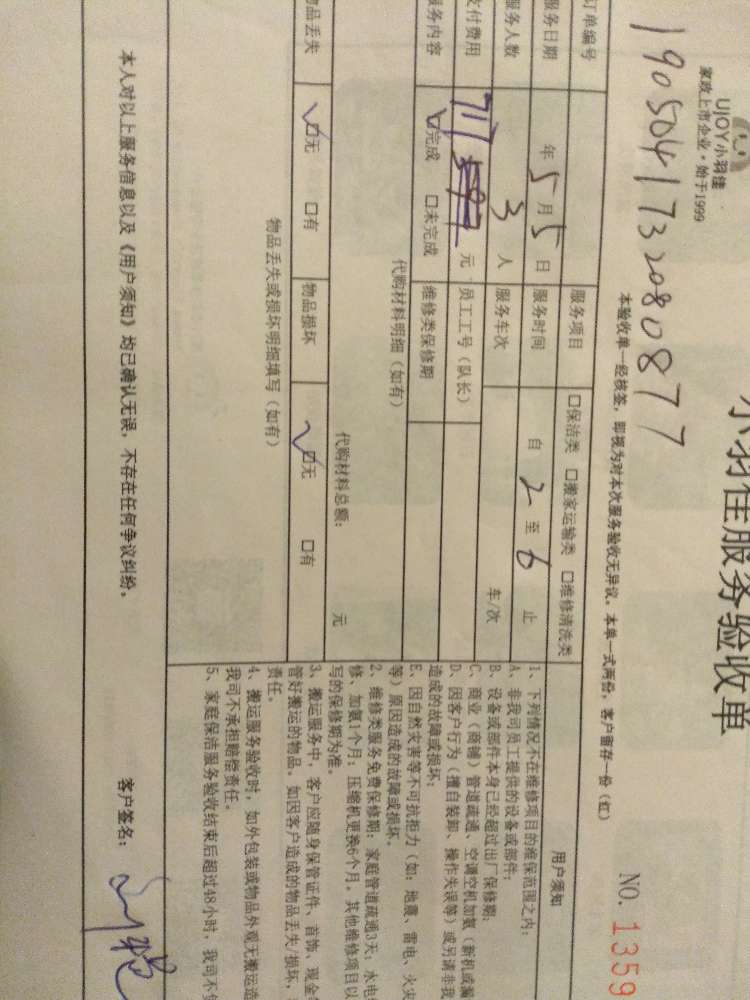 UJOY小羽佳
家政上市企业·始于1999
小羽佳服务验收单
NO. 1359
本验收单一经核签，即视为对本次服务验收无异议。本单一式两份，客户留存一份（红）
订单编号 1905041732080877
服务项目 口保洁类 口搬家运输类 口维修清洗类
服务日期 年5月5日 服务时间 自 2 至 6 止
服务人数 3 人 服务车次 车/次
支付费用 717 元 员工工号（队长）
服务内容 口完成 口未完成 维修类保修期
代购材料明细（如有）
代购材料总额： 元
物品丢失 口无 口有 物品损坏 口无 口有
物品丢失或损坏明细填写（如有）
用户须知
1、下列情况不在维修项目的维保范围之内：
A、非我司员工提供的设备或部件；
B、设备或部件本身已经超过出厂保修期；
C、商业（商铺）管道疏通、空调空机加氨（新机或漏
D、因客户行为（擅自装卸、操作失误等）或另请非我
造成的故障或损坏；
E、因自然灾害等不可抗拒力（如：地震、雷电、火灾
等）原因造成的故障或损坏。
2、维修类服务免费保修期：家庭管道疏通3天；水电
修、加氨1个月；压缩机更换6个月。其他维修项目以
写的保修期为准。
3、搬运服务中，客户应随身保管证件、首饰、现金
管好搬运的物品。如因客户造成的物品丢失/损坏，
责任。
4、搬运服务验收时，如外包装或物品外观无搬运造
我司不承担赔偿责任。
5、家庭保洁服务验收结束后超过48小时，我司不
本人对以上服务信息以及《用户须知》均已确认无误，不存在任何争议纠纷。
客户签名：